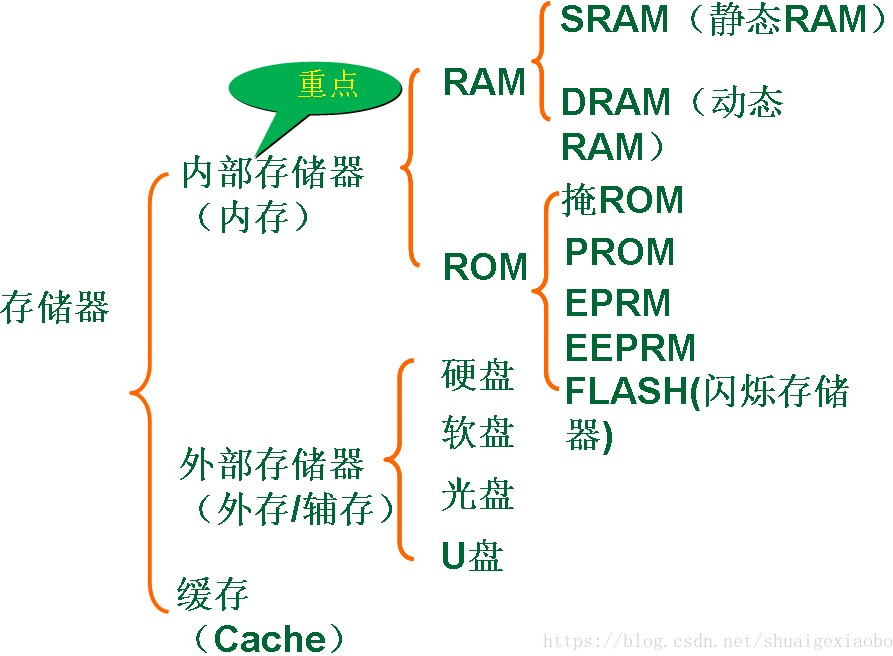 存储器
内部存储器
（内存）
重点
RAM
SRAM（静态RAM）
DRAM（动态
RAM）
ROM
掩ROM
PROM
EPRM
EEPRM
FLASH(闪烁存储
器)
外部存储器
（外存/辅存）
硬盘
软盘
光盘
U盘
缓存
（Cache）
https://blog.csdn.net/shuaigexiaobo